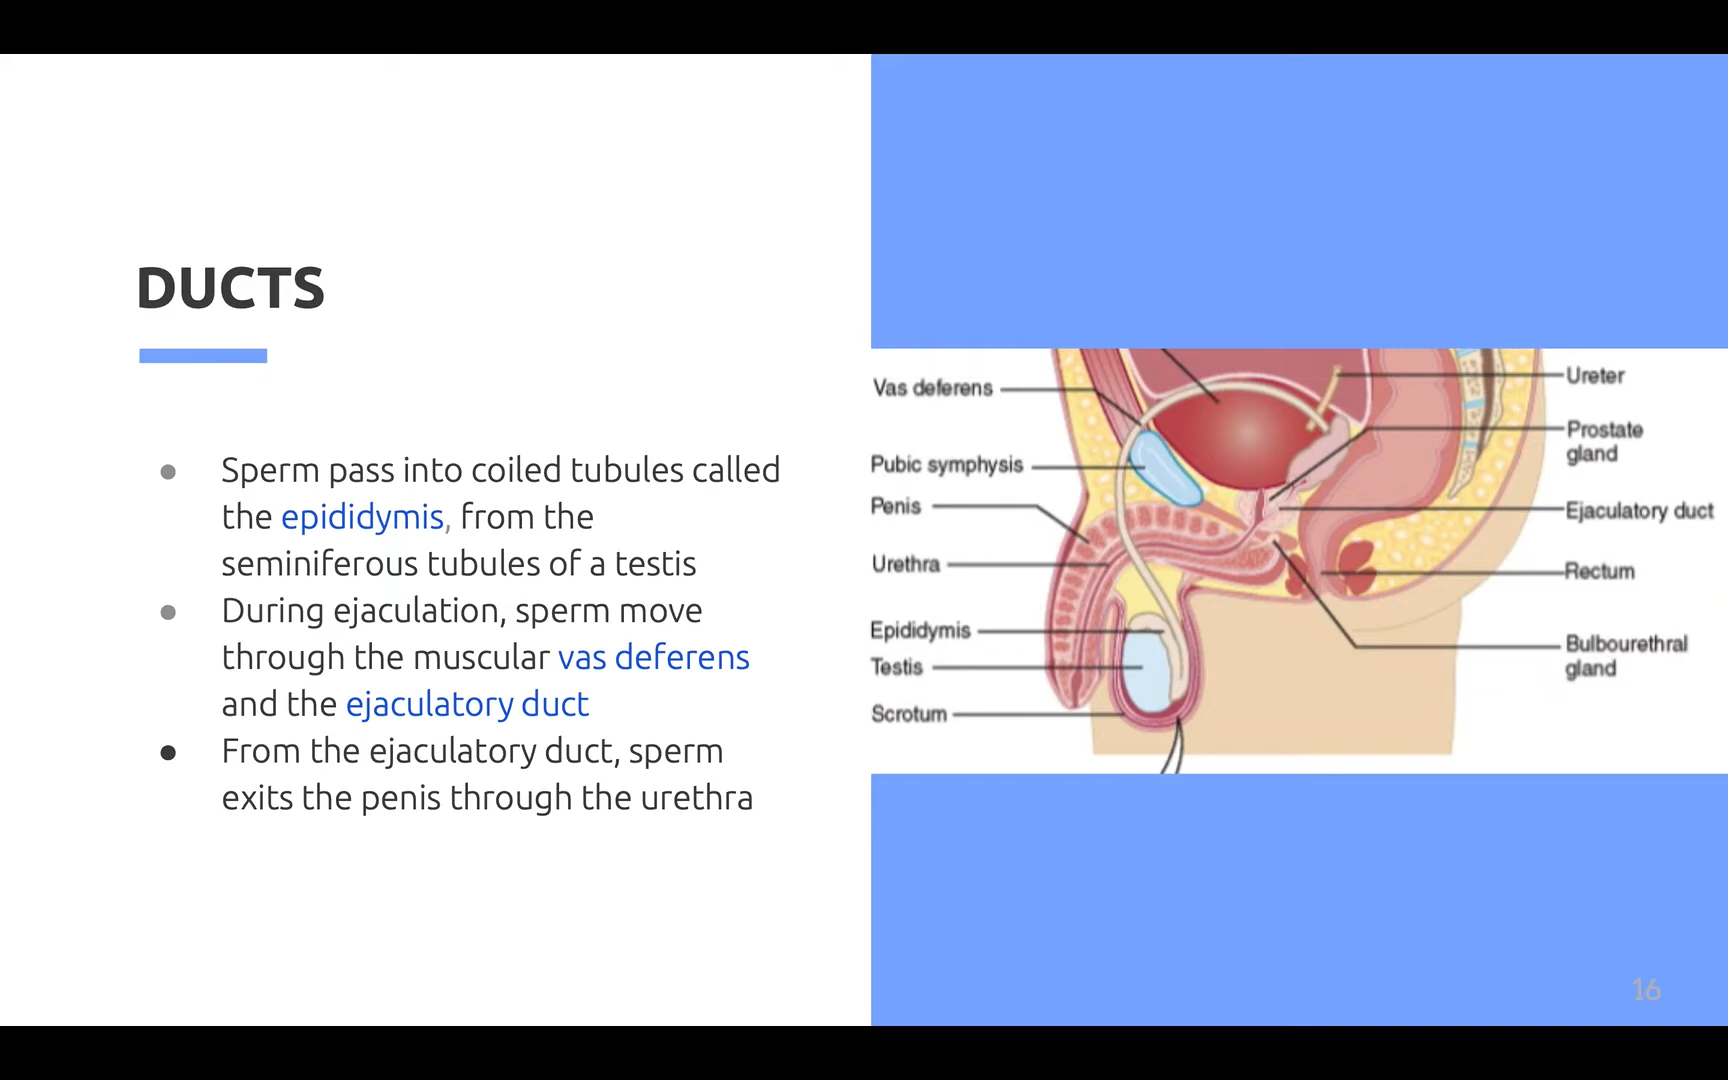 DUCTS
● Sperm pass into coiled tubules called
the epididymis, from the
seminiferous tubules of a testis
● During ejaculation, sperm move
through the muscular vas deferens
and the ejaculatory duct
● From the ejaculatory duct, sperm
exits the penis through the urethra
Vas deferens
Pubic symphysis
Penis
Urethra
Epididymis
Testis
Scrotum
Ureter
Prostate
gland
Ejaculatory duct
Rectum
Bulbourethral
gland
16